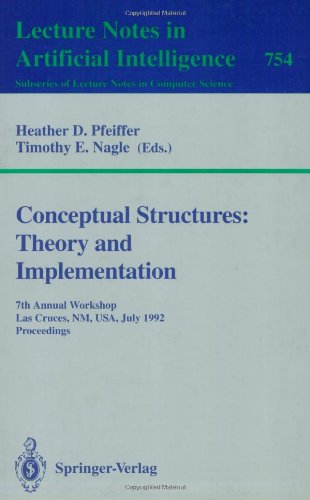 Lecture Notes in
Artificial Intelligence 754
Subseries of Lecture Notes in Computer Science
Heather D. Pfeiffer
Timothy E. Nagle (Eds.)
Conceptual Structures:
Theory and
Implementation
7th Annual Workshop
Las Cruces, NM, USA, July 1992
Proceedings
Springer-Verlag